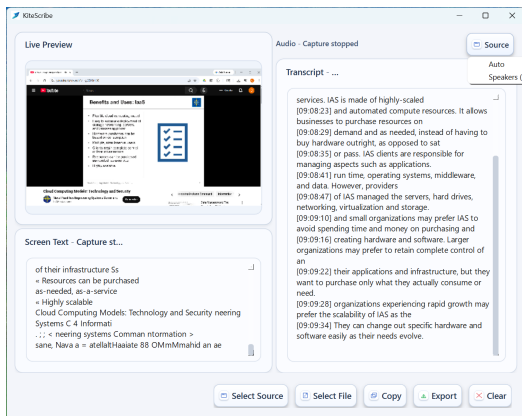 KiteScribe
Live Preview
Benefits and Uses: IaaS
Cloud Computing Models: Technology and Security
Audio - Capture stopped
Source
Auto
Speakers (
Transcript - ...
services. IAS is made of highly-scaled
[09:08:23] and automated compute resources. It allows
businesses to purchase resources on
[09:08:29] demand and as needed, instead of having to
buy hardware outright, as opposed to sat
[09:08:35] or pass. IAS clients are responsible for
managing aspects such as applications.
[09:08:41] run time, operating systems, middleware,
and data. However, providers
[09:08:47] of IAS managed the servers, hard drives,
networking, virtualization and storage.
[09:09:10] and small organizations may prefer IAS to
avoid spending time and money on purchasing and
[09:09:16] creating hardware and software. Larger
organizations may prefer to retain complete control of
an
[09:09:22] their applications and infrastructure, but they
want to purchase only what they actually consume or
need.
[09:09:28] organizations experiencing rapid growth may
prefer the scalability of IAS as the
[09:09:34] They can change out specific hardware and
software easily as their needs evolve.
Screen Text - Capture st...
of their infrastructure Ss
« Resources can be purchased
as-needed, as-a-service
« Highly scalable
Cloud Computing Models: Technology and Security neering
Systems C 4 Informati
. ; ; < neering systems Comman ntormation >
sane, Nava a = atellaltHaaiate 88 OMmMmahid an ae
Select Source
Select File
Copy
Export
Clear